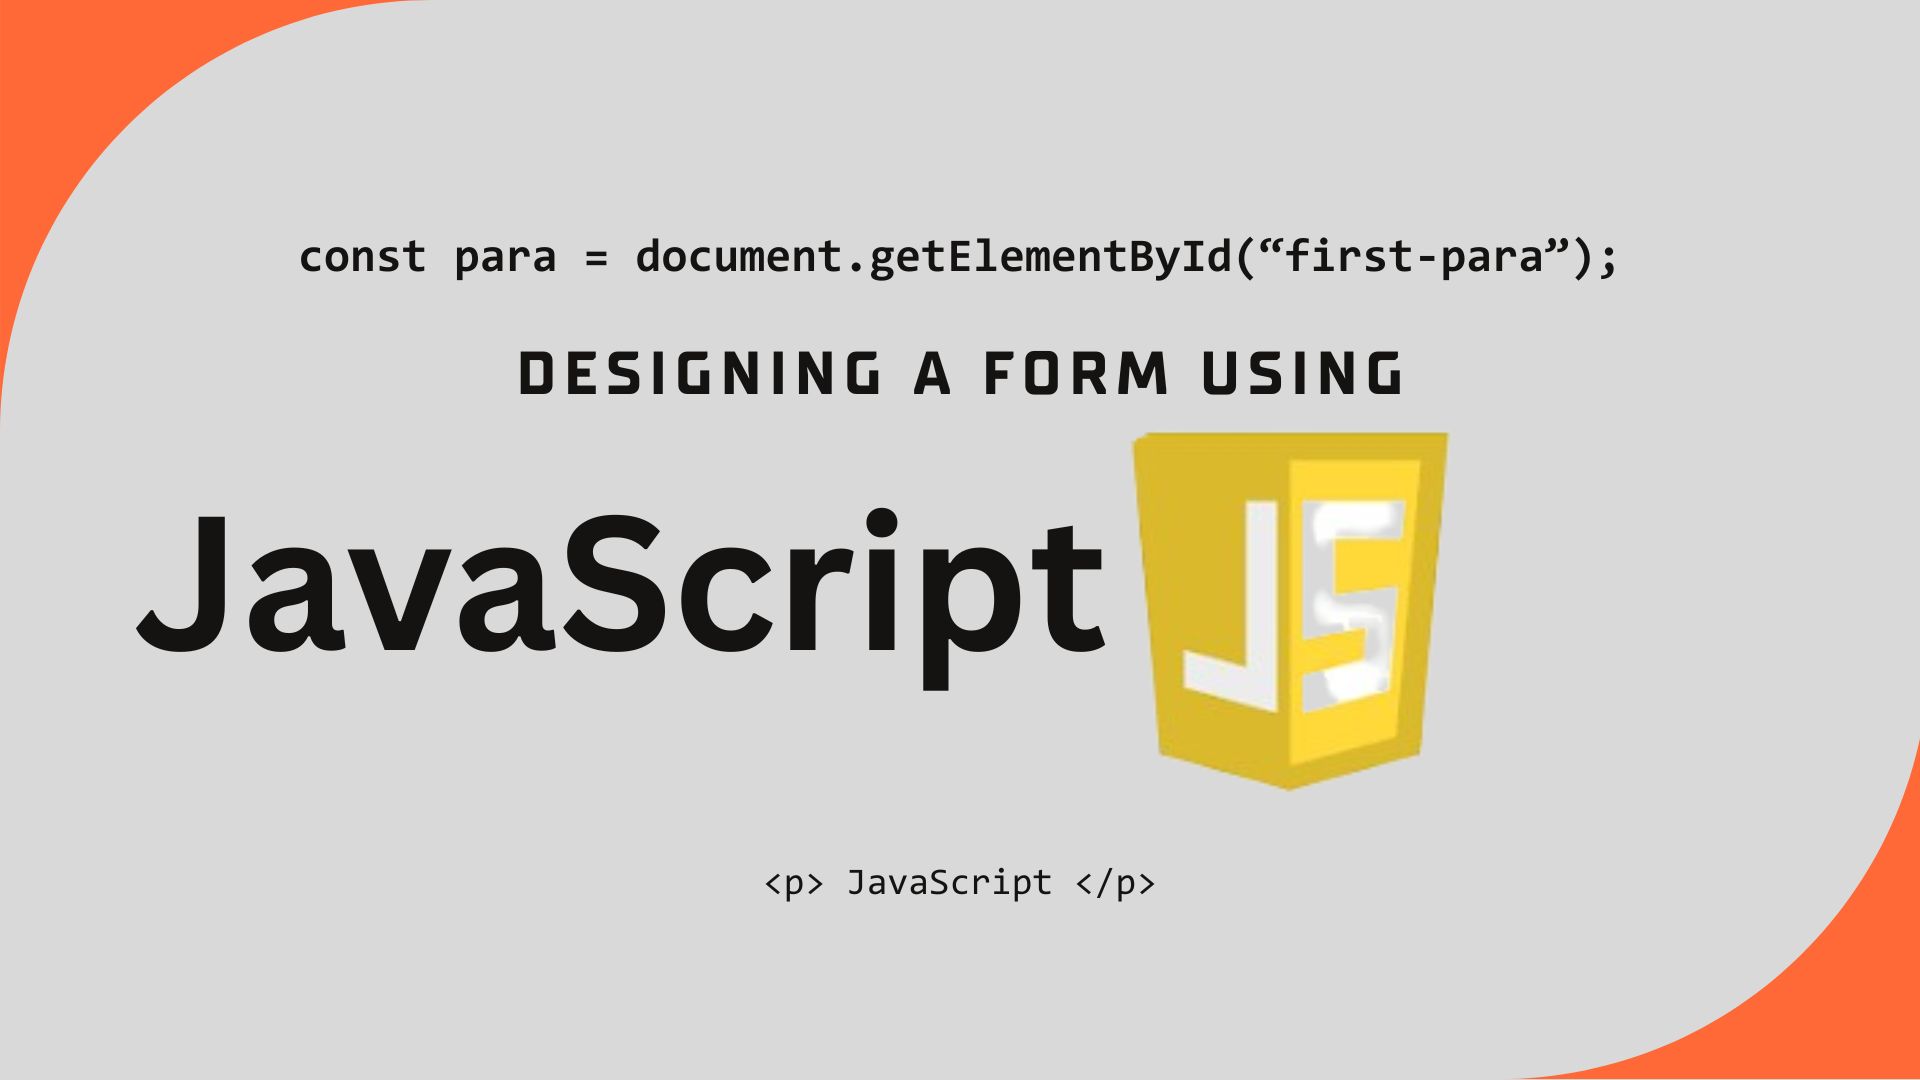 const para = document.getElementById(“first-para”);
DESIGNING A FORM USING
JavaScript
JS
<p> JavaScript </p>